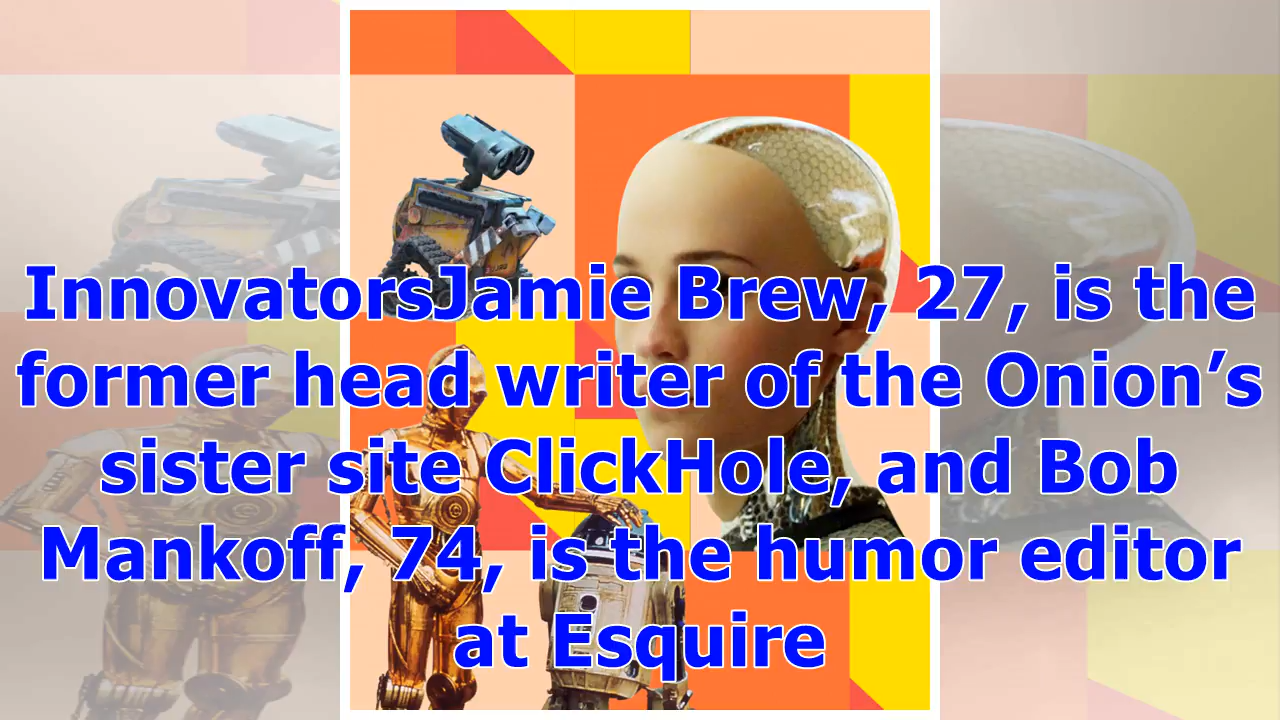 InnovatorsJamie Brew, 27, is the
former head writer of the Onion’s
sister site ClickHole, and Bob
Mankoff, 74, is the humor editor
at Esquire